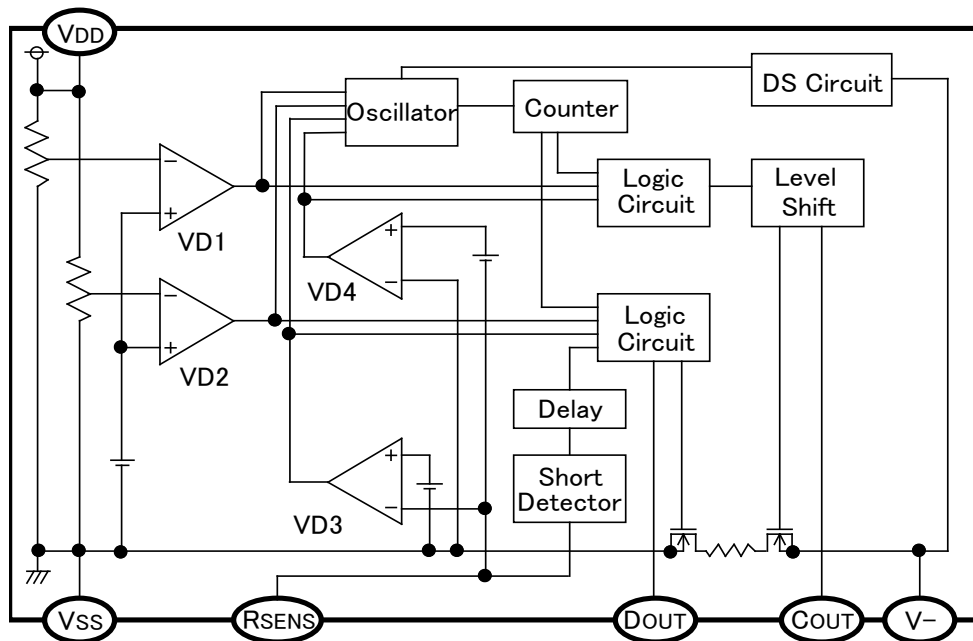 VDD
Oscillator
Counter
DS Circuit
−
+
VD1
Logic
Circuit
Level
Shift
+
−
VD4
−
+
VD2
Logic
Circuit
Delay
+
−
VD3
Short
Detector
VSS
RSENS
DOUT
COUT
V−